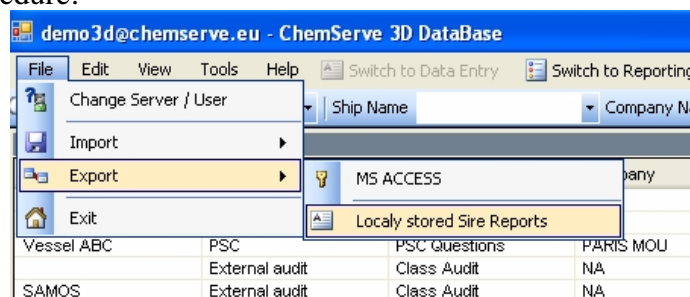 demo3d@chemserve.eu - ChemServe 3D DataBase
File Edit View Tools Help Switch to Data Entry Switch to Reporting
Change Server / User Ship Name Company N
Import
Export MS ACCESS pany
Exit Localy stored Sire Reports
Vessel ABC PSC PSC Questions PARIS MOU
External audit Class Audit NA
SAMOS External audit Class Audit NA